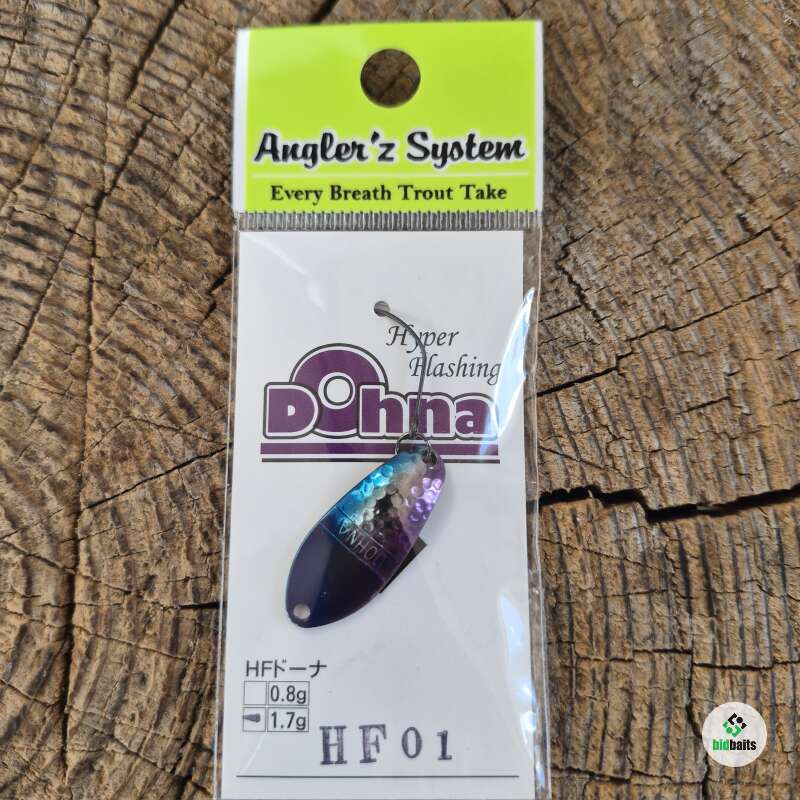 Angler'z System
Every Breath Trout Take
Hyper
Flashing
Dohna
DOHNA
HFドーナ
0.8g
1.7g
HF01
bidbaits